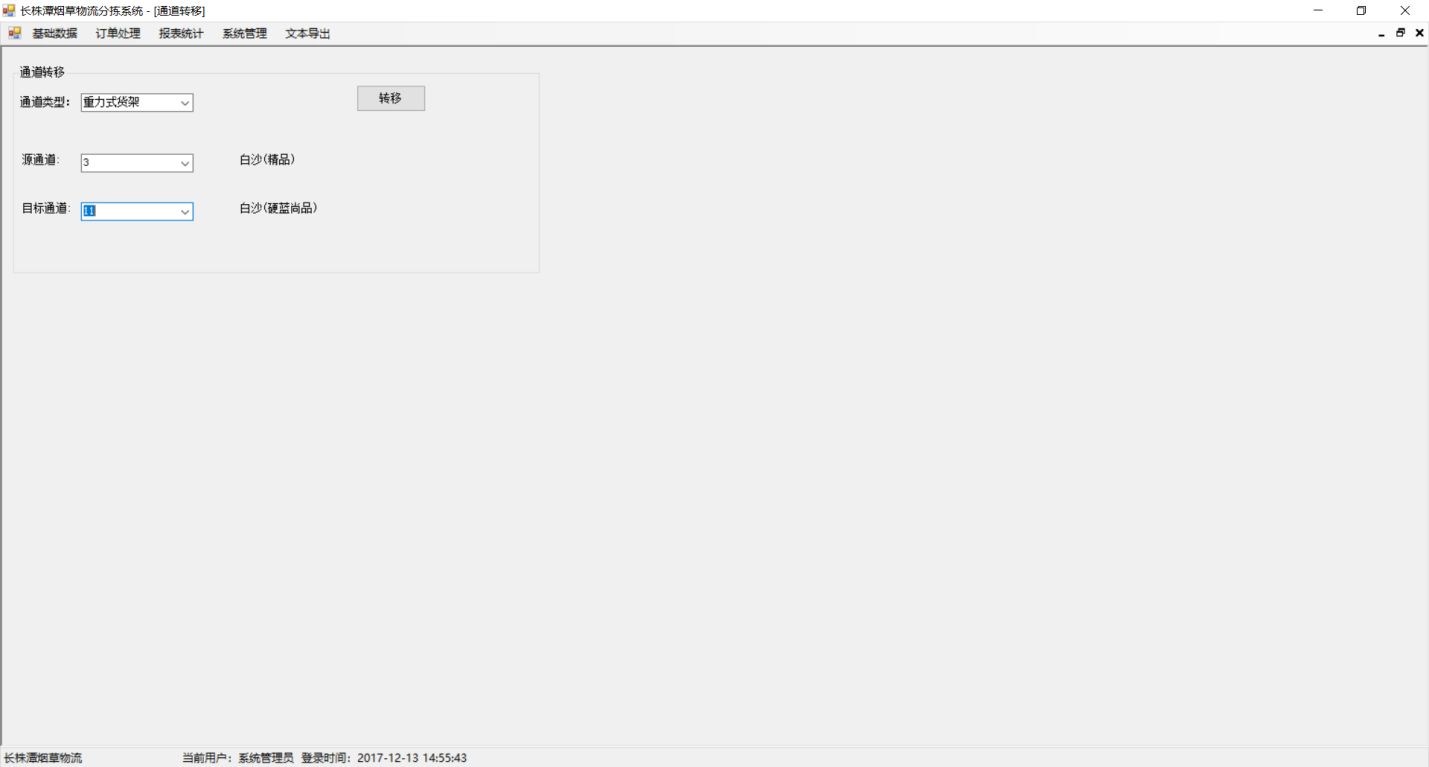 长株潭烟草物流分拣系统 - [通道转移]
基础数据 订单处理 报表统计 系统管理 文本导出
通道转移
通道类型: 重力式货架 转移
源通道: 3 白沙(精品)
目标通道: 11 白沙(硬蓝尚品)
长株潭烟草物流 当前用户: 系统管理员 登录时间: 2017-12-13 14:55:43